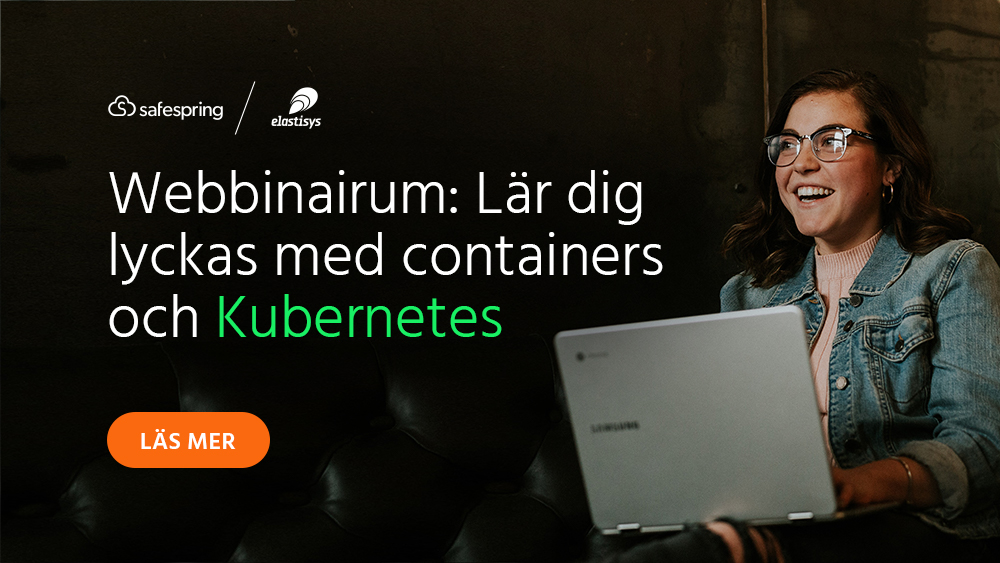 safespring
elastisys
Webbinairum: Lär dig
lyckas med containers
och Kubernetes
LÄS MER
SAMSUNG